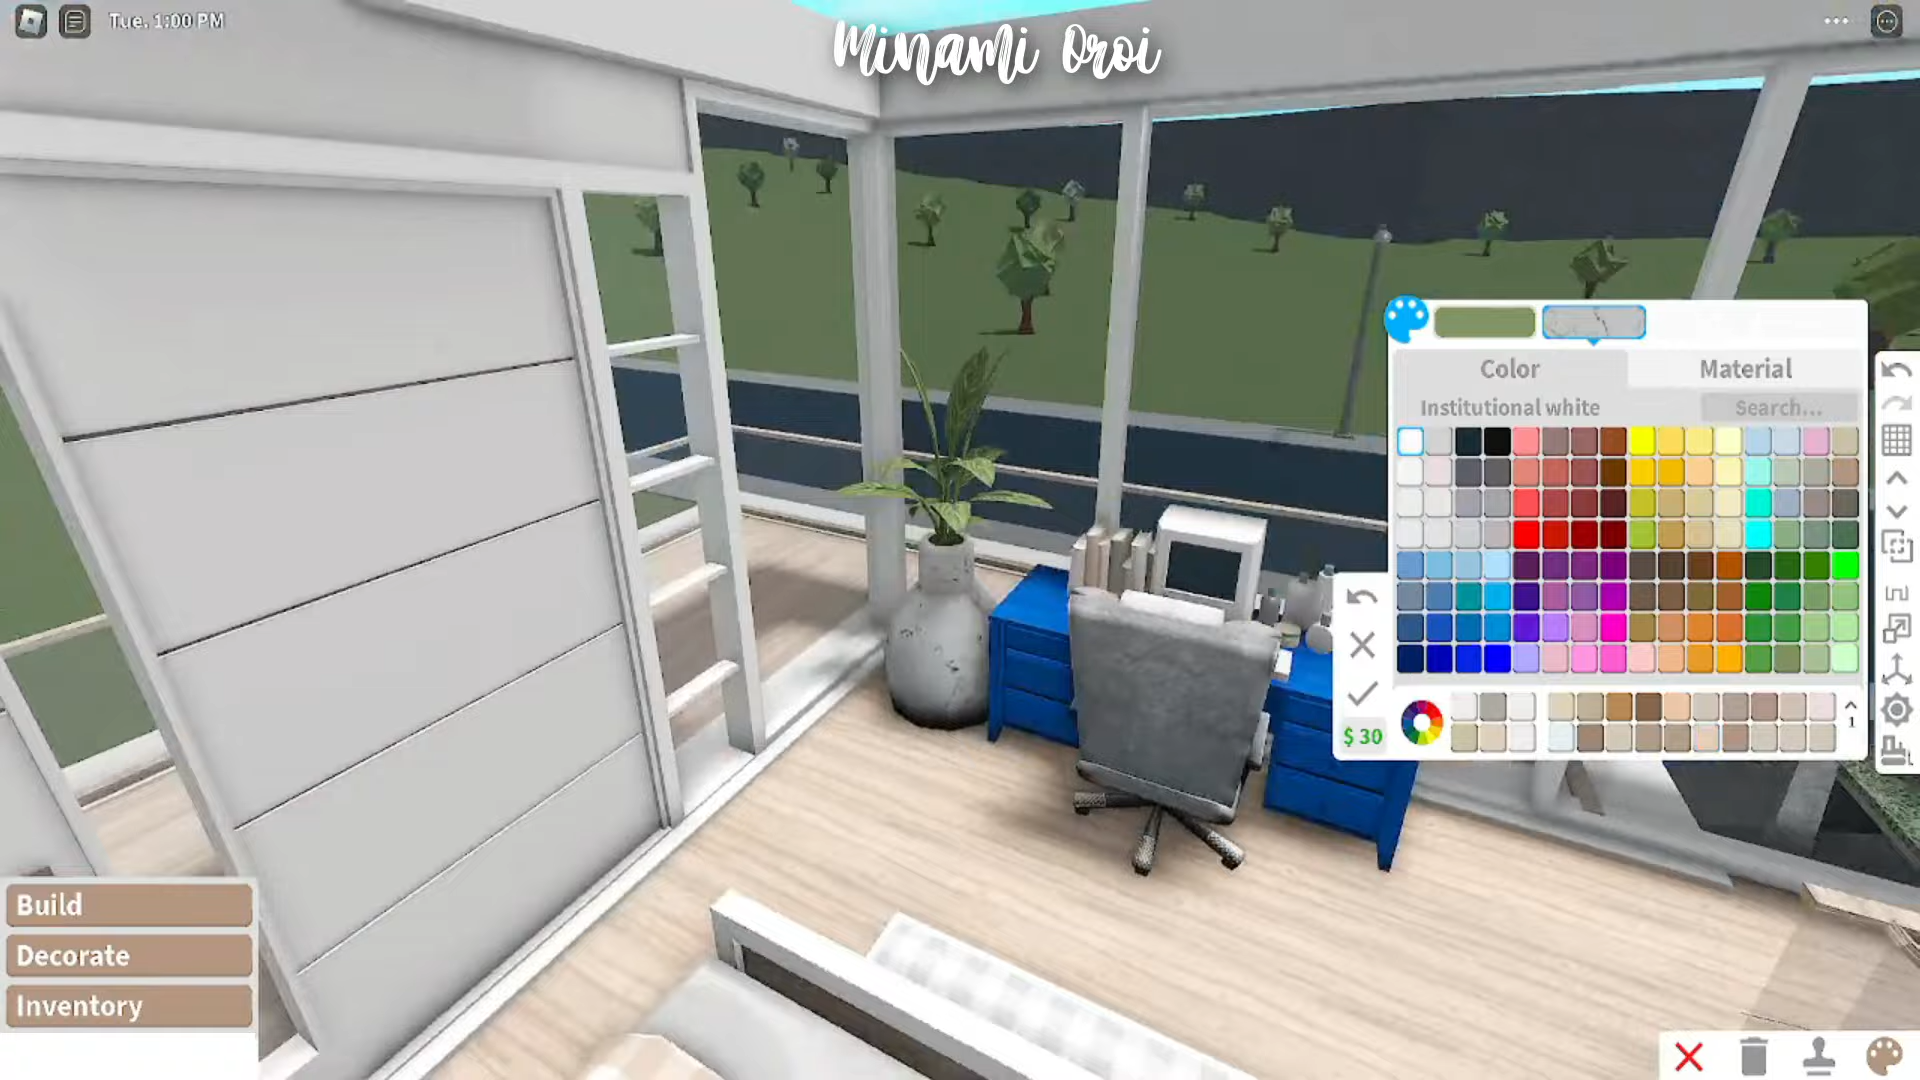 Tue. 1:00 PM
Minami Oroi
Color
Material
Institutional white
Search...
$ 30
1
Build
Decorate
Inventory